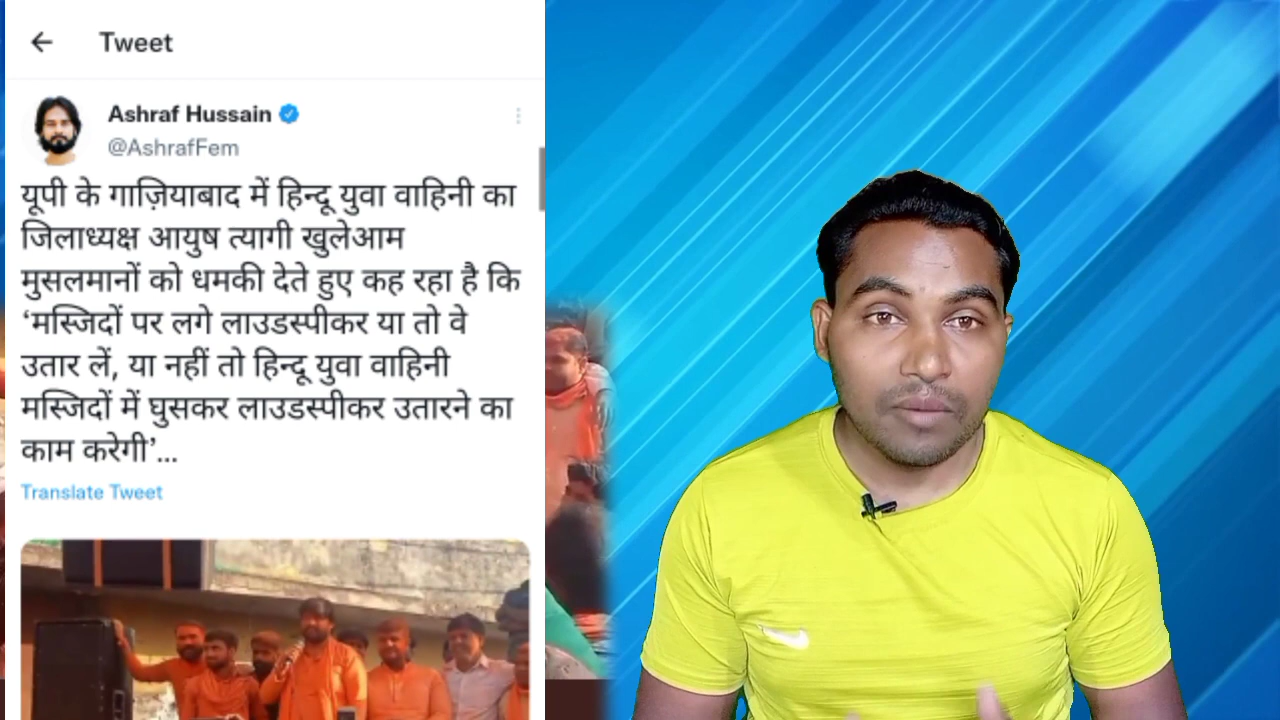 Tweet
Ashraf Hussain
@AshrafFem
यूपी के गाज़ियाबाद में हिन्दू युवा वाहिनी का
जिलाध्यक्ष आयुष त्यागी खुलेआम
मुसलमानों को धमकी देते हुए कह रहा है कि
‘मस्जिदों पर लगे लाउडस्पीकर या तो वे
उतार लें, या नहीं तो हिन्दू युवा वाहिनी
मस्जिदों में घुसकर लाउडस्पीकर उतारने का
काम करेगी’...
Translate Tweet